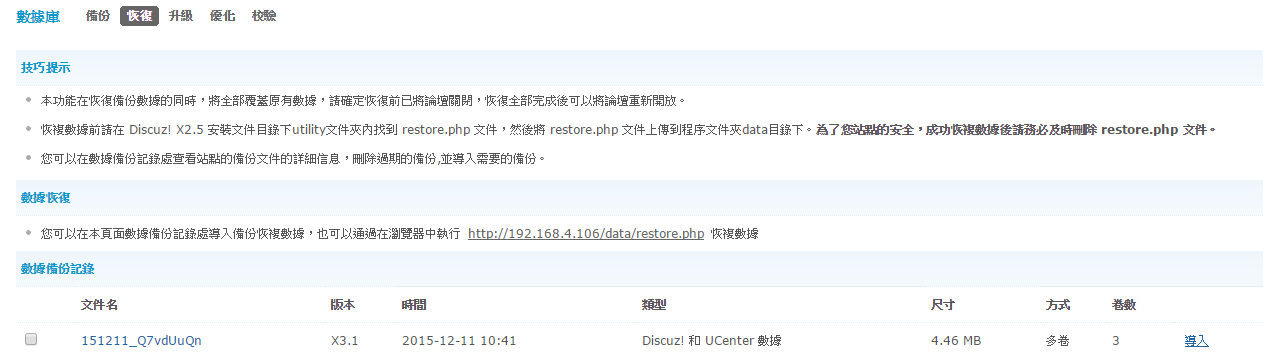 數據庫 備份 恢復 升級 優化 校驗
技巧提示
本功能在恢復備份數據的同時，將全部覆蓋原有數據，請確定恢復前已將論壇關閉，恢復全部完成後可以將論壇重新開放。
恢複數據前請在 Discuz! X2.5 安裝文件目錄下utility文件夾內找到 restore.php 文件，然後將 restore.php 文件上傳到程序文件夾data目錄下。為了您站點的安全，成功恢複數據後請務必及時刪除 restore.php 文件。
您可以在數據備份記錄處查看站點的備份文件的詳細信息，刪除過期的備份,並導入需要的備份。
數據恢復
您可以在本頁面數據備份記錄處導入備份恢複數據，也可以通過在瀏覽器中執行 http://192.168.4.106/data/restore.php 恢複數據
數據備份記錄
文件名 版本 時間 類型 尺寸 方式 卷數
151211_Q7vdUuQn X3.1 2015-12-11 10:41 Discuz! 和 UCenter 數據 4.46 MB 多卷 3 導入